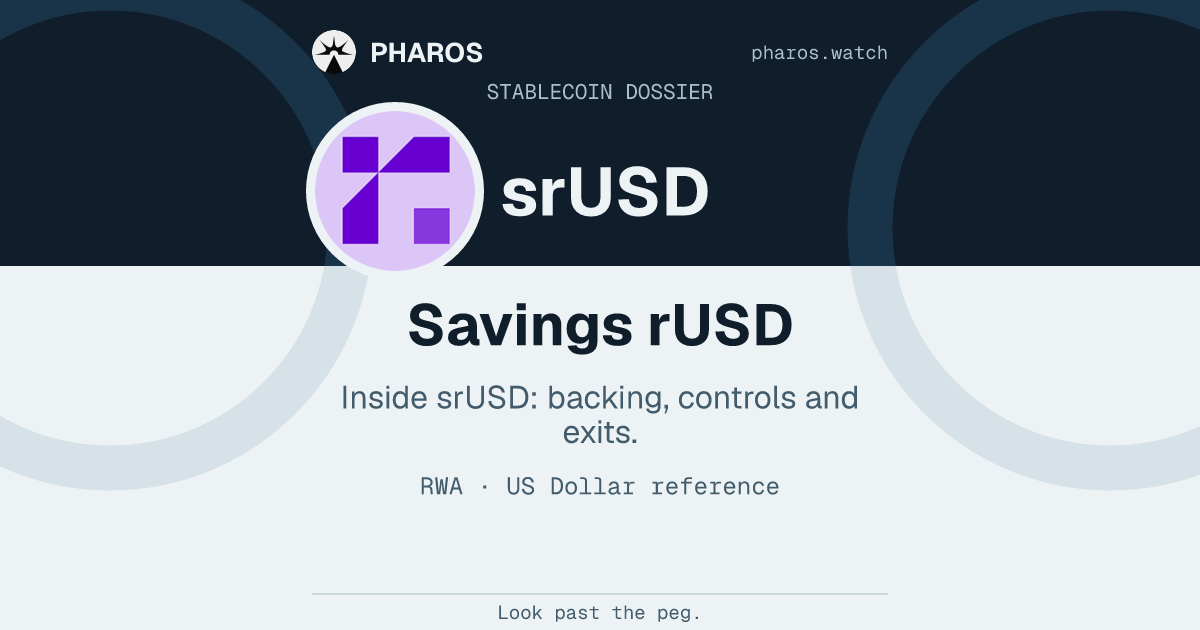 PHAROS
pharos.watch
STABLECOIN DOSSIER
srUSD
Savings rUSD
Inside srUSD: backing, controls and
exits.
RWA · US Dollar reference
Look past the peg.